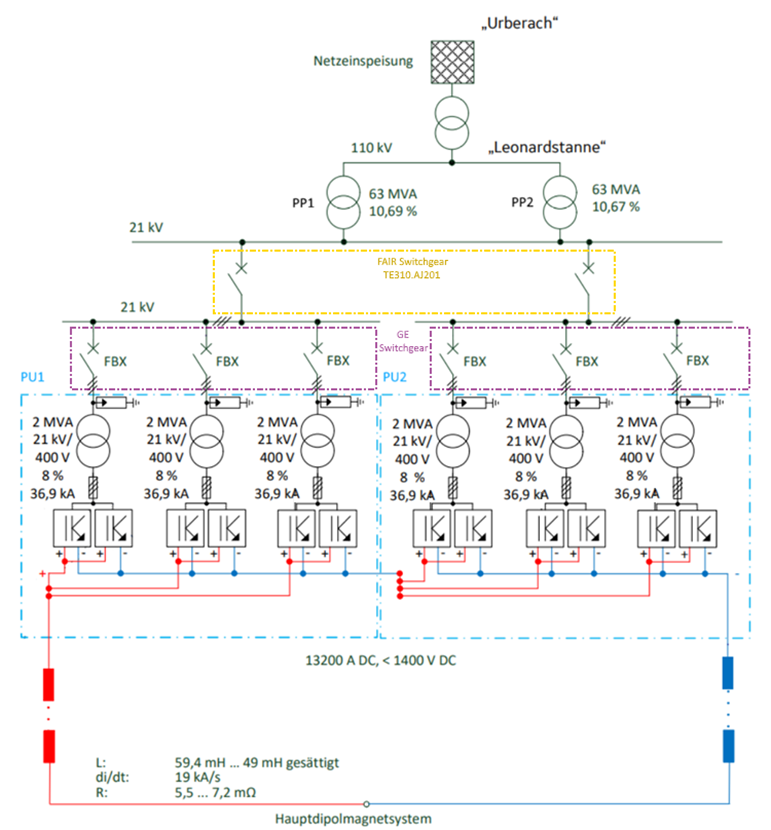 „Urberach“
Netzeinspeisung
„Leonardstanne“
110 kV
PP1
63 MVA
10,69 %
PP2
63 MVA
10,67 %
21 kV
FAIR Switchgear
TE310.AJ201
21 kV
GE
Switchgear
FBX
FBX
FBX
FBX
FBX
FBX
PU1
PU2
2 MVA
21 kV/
400 V
8 %
36,9 kA
2 MVA
21 kV/
400 V
8 %
36,9 kA
2 MVA
21 kV/
400 V
8 %
36,9 kA
2 MVA
21 kV/
400 V
8 %
36,9 kA
2 MVA
21 kV/
400 V
8 %
36,9 kA
2 MVA
21 kV/
400 V
8 %
36,9 kA
+ - + - + - + - + - + - + - + - + - + - + - + -
+ -
13200 A DC, < 1400 V DC
L: 59,4 mH ... 49 mH gesättigt
di/dt: 19 kA/s
R: 5,5 ... 7,2 mΩ
Hauptdipolmagnetsystem